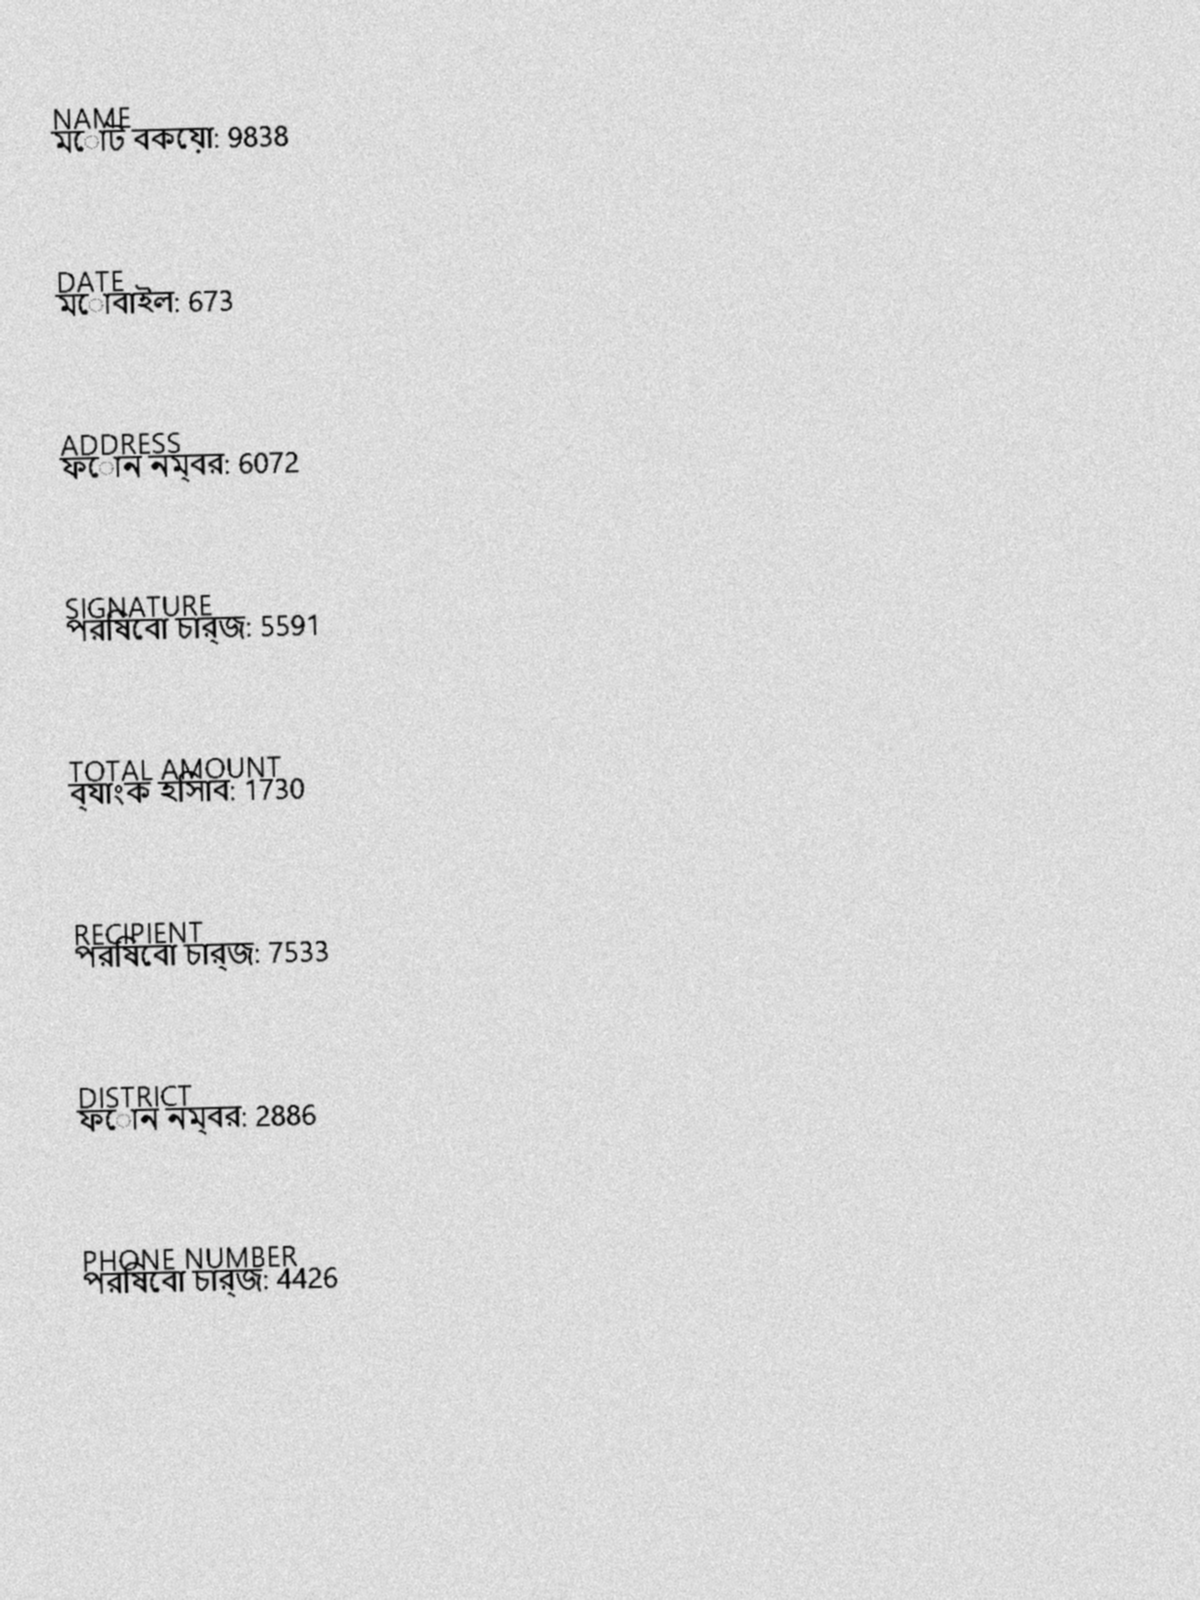 NAME
মোট বকেয়া: 9838
DATE
মোবাইল: 673
ADDRESS
ফোন নম্বর: 6072
SIGNATURE
পরিষেবা চার্জ: 5591
TOTAL AMOUNT
ব্যাংক হিসাব: 1730
RECIPIENT
পরিষেবা চার্জ: 7533
DISTRICT
ফোন নম্বর: 2886
PHONE NUMBER
পরিষেবা চার্জ: 4426